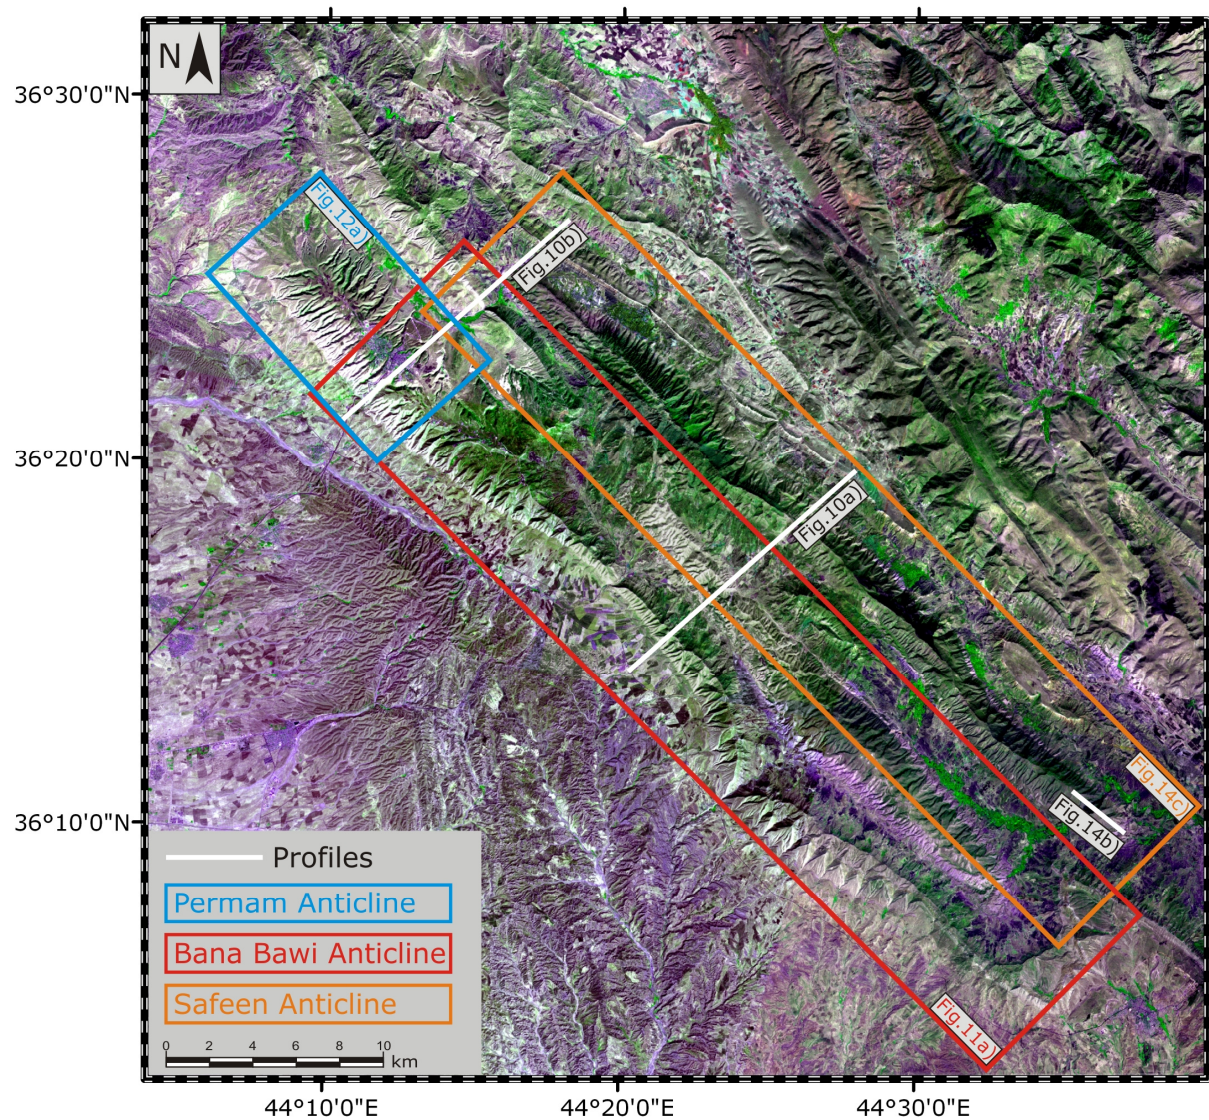 N
36°30'0"N
36°20'0"N
36°10'0"N
Fig.12a)
Fig.10b)
Fig.10a)
Fig.14c)
Fig.14b)
Fig.11a)
Profiles
Permam Anticline
Bana Bawi Anticline
Safeen Anticline
0 2 4 6 8 10
km
44°10'0"E 44°20'0"E 44°30'0"E